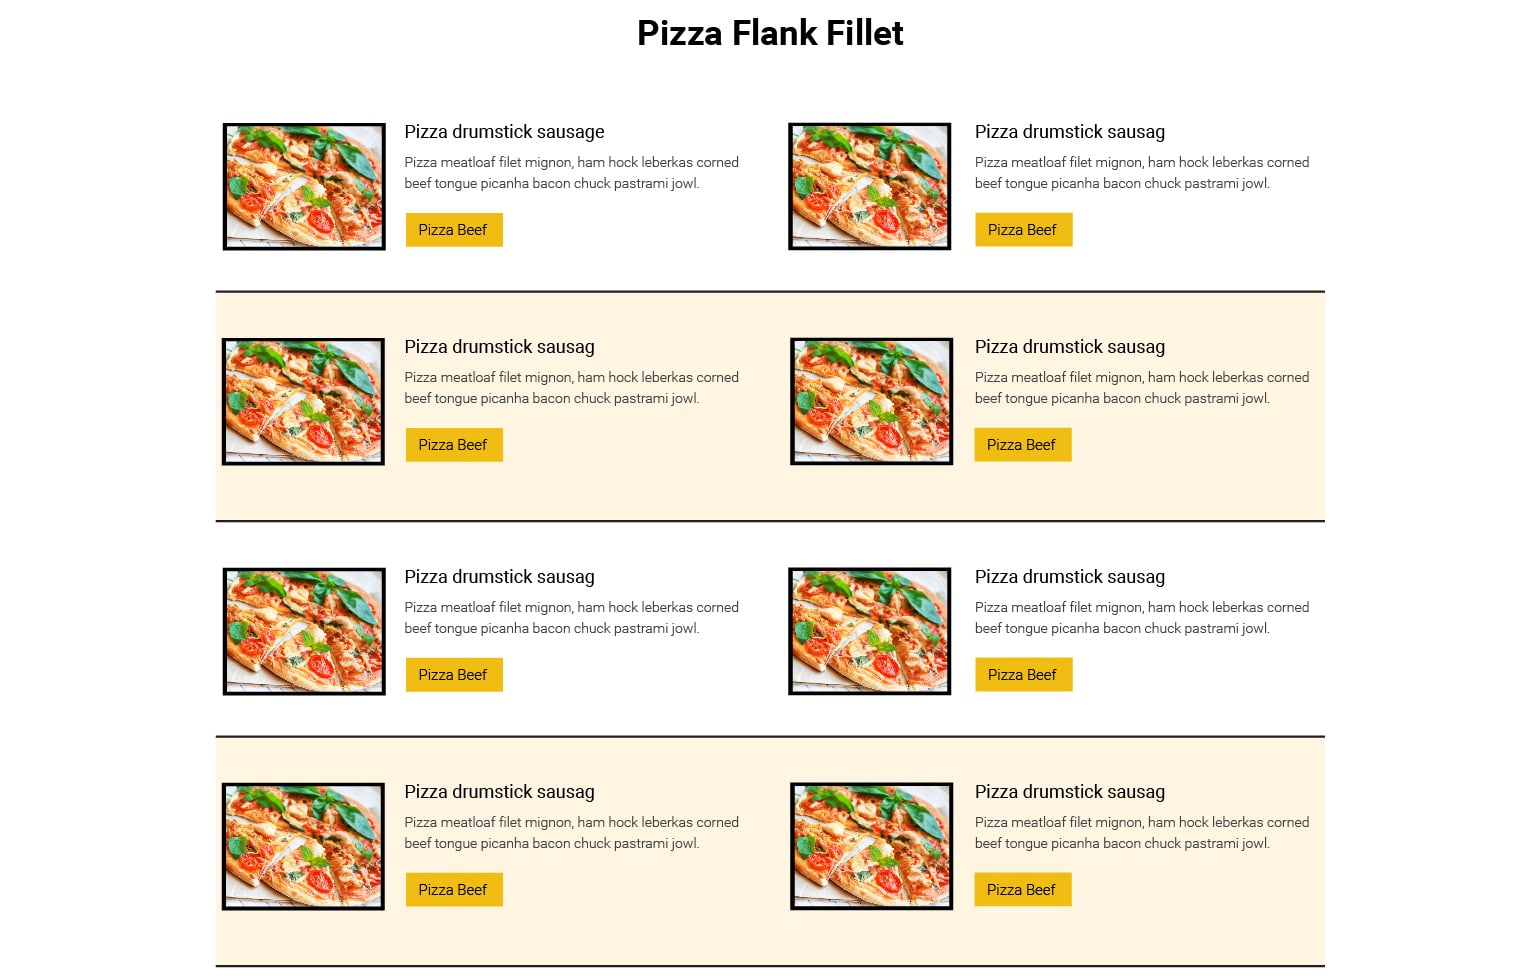 Pizza Flank Fillet
Pizza drumstick sausage
Pizza meatloaf filet mignon, ham hock leberkas corned
beef tongue picanha bacon chuck pastrami jowl.
Pizza Beef
Pizza drumstick sausag
Pizza meatloaf filet mignon, ham hock leberkas corned
beef tongue picanha bacon chuck pastrami jowl.
Pizza Beef
Pizza drumstick sausag
Pizza meatloaf filet mignon, ham hock leberkas corned
beef tongue picanha bacon chuck pastrami jowl.
Pizza Beef
Pizza drumstick sausag
Pizza meatloaf filet mignon, ham hock leberkas corned
beef tongue picanha bacon chuck pastrami jowl.
Pizza Beef
Pizza drumstick sausag
Pizza meatloaf filet mignon, ham hock leberkas corned
beef tongue picanha bacon chuck pastrami jowl.
Pizza Beef
Pizza drumstick sausag
Pizza meatloaf filet mignon, ham hock leberkas corned
beef tongue picanha bacon chuck pastrami jowl.
Pizza Beef
Pizza drumstick sausag
Pizza meatloaf filet mignon, ham hock leberkas corned
beef tongue picanha bacon chuck pastrami jowl.
Pizza Beef
Pizza drumstick sausag
Pizza meatloaf filet mignon, ham hock leberkas corned
beef tongue picanha bacon chuck pastrami jowl.
Pizza Beef